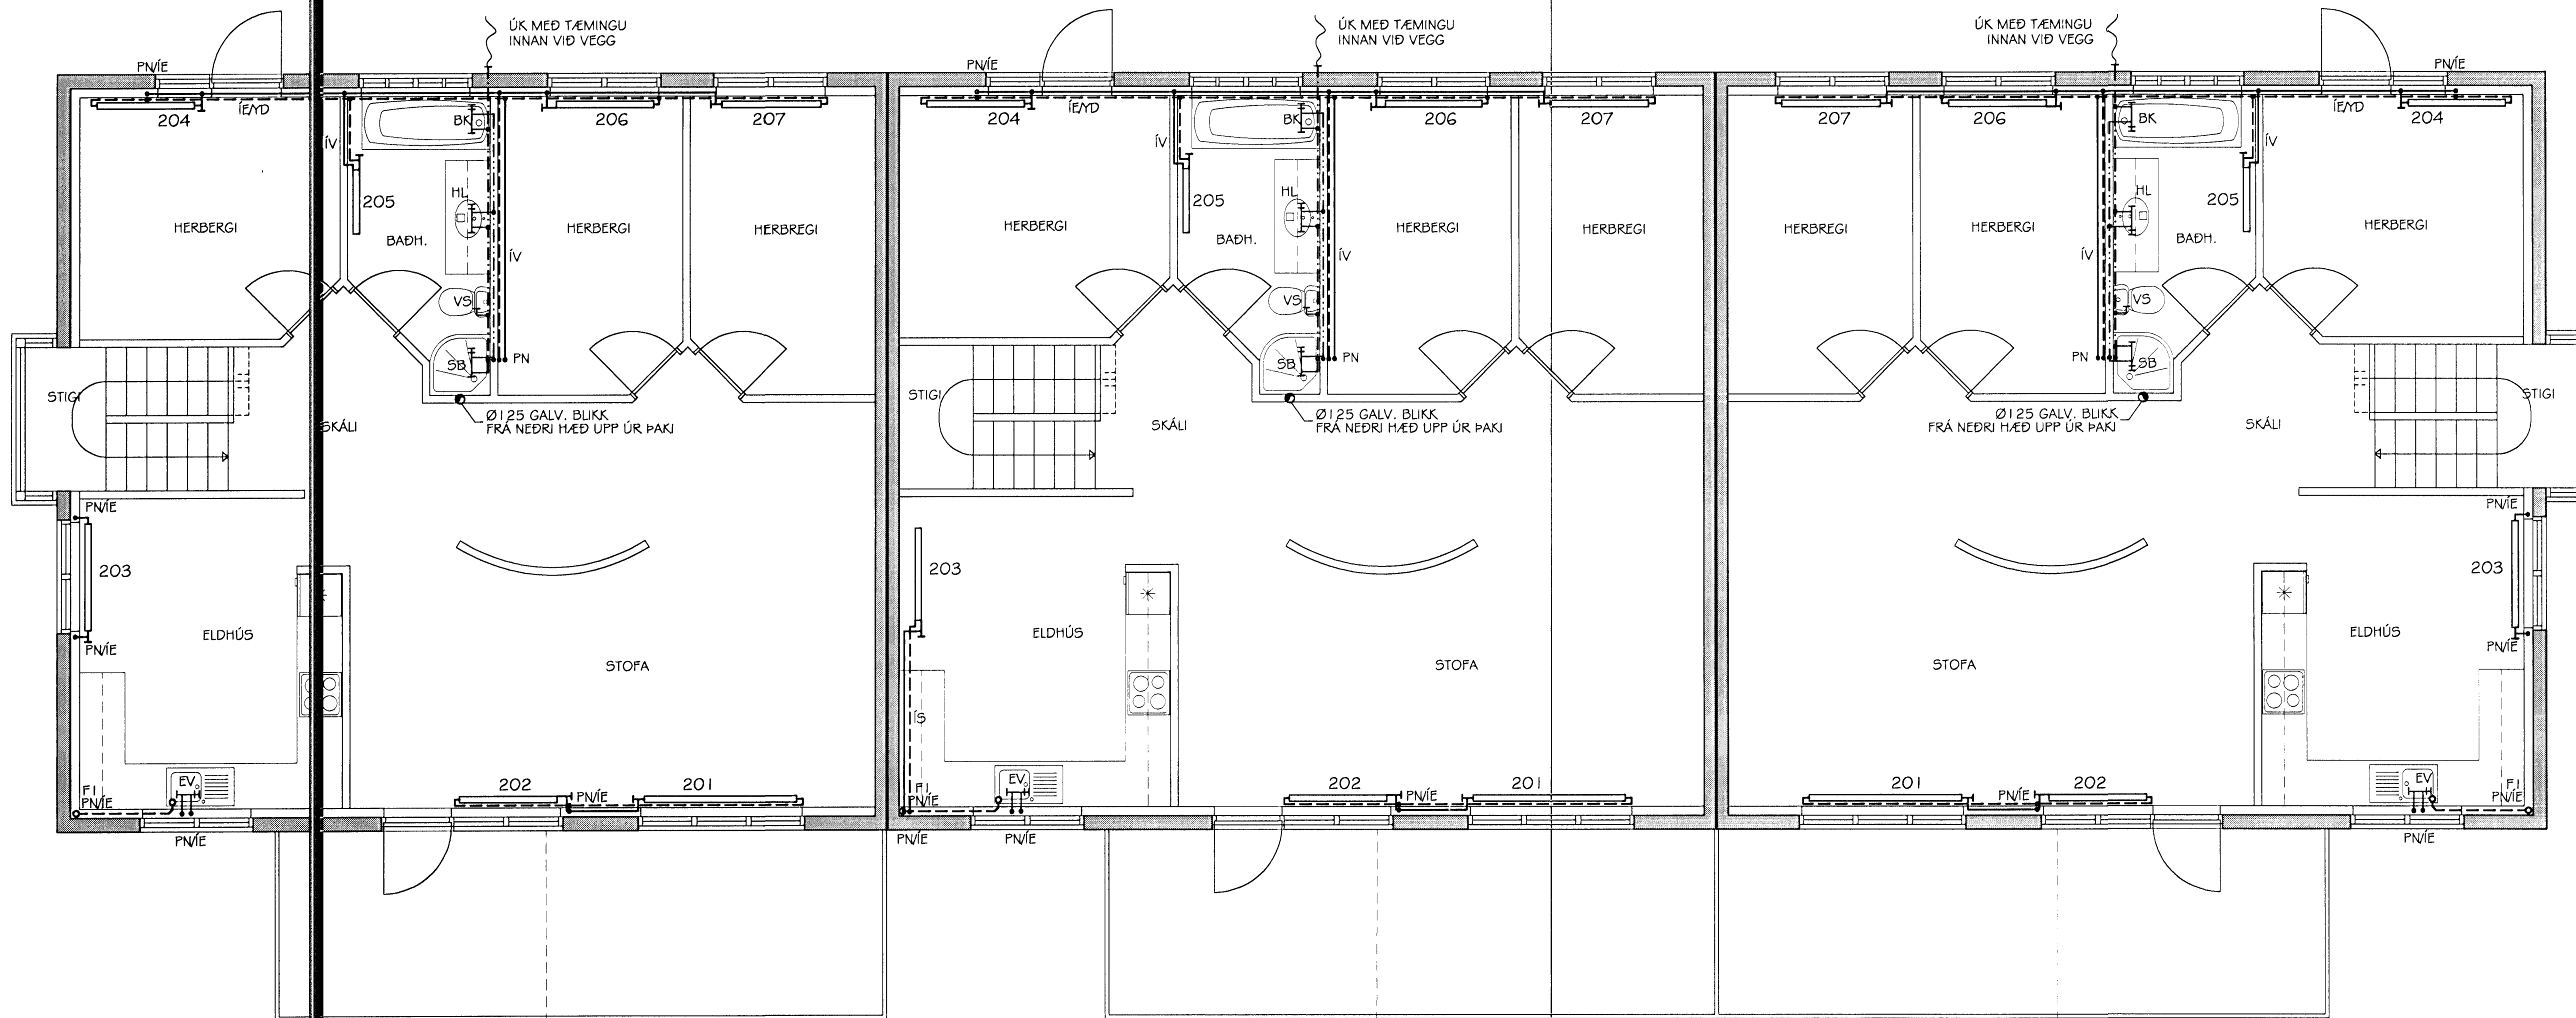 ÚK MEÐ TÆMINGU
INNAN VIÐ VEGG
ÚK MEÐ TÆMINGU
INNAN VIÐ VEGG
ÚK MEÐ TÆMINGU
INNAN VIÐ VEGG
PN/ÍE
PN/ÍE
PN/ÍE
204
ÍE/YD
BK
206
207
204
ÍE/YD
BK
206
207
207
206
BK
ÍE/YD
204
ÍV
ÍV
ÍV
205
HL
205
HL
HL
205
HERBERGI
BAÐH.
HERBERGI
HERBREGI
HERBERGI
BAÐH.
HERBERGI
HERBREGI
HERBREGI
HERBERGI
BAÐH.
HERBERGI
ÍV
ÍV
ÍV
VS
VS
VS
SB
PN
SB
PN
PN
SB
STIGI
STIGI
STIGI
Ø125 GALV. BLIKK
FRÁ NEÐRI HÆÐ UPP ÚR ÞAKI
Ø125 GALV. BLIKK
FRÁ NEÐRI HÆÐ UPP ÚR ÞAKI
Ø125 GALV. BLIKK
FRÁ NEÐRI HÆÐ UPP ÚR ÞAKI
SKÁLI
SKÁLI
SKÁLI
PN/ÍE
PN/ÍE
203
203
203
ELDHÚS
ELDHÚS
ELDHÚS
PN/ÍE
PN/ÍE
STOFA
STOFA
STOFA
ÍS
F1
PN/ÍE
EV
202
PN/ÍE
201
F1
PN/ÍE
EV
202
PN/ÍE
201
201
PN/ÍE
202
EV
F1
PN/ÍE
PN/ÍE
PN/ÍE
PN/ÍE
PN/ÍE